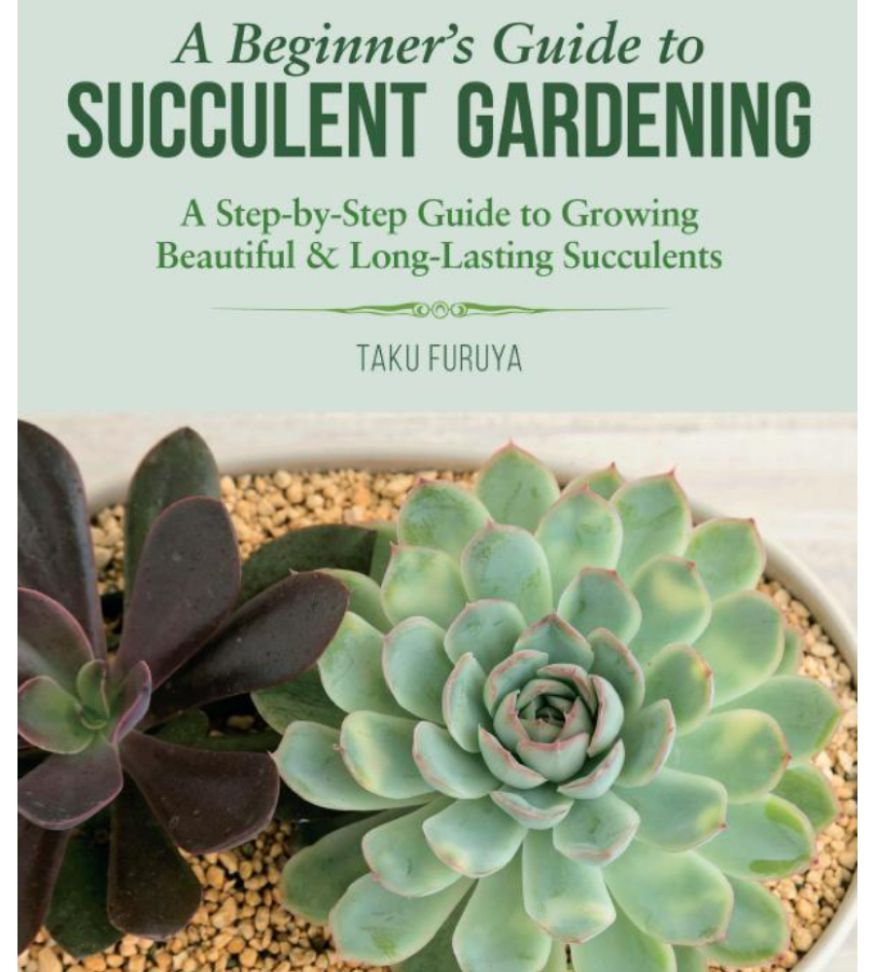 A Beginner's Guide to
SUCCULENT GARDENING
A Step-by-Step Guide to Growing
Beautiful & Long-Lasting Succulents
TAKU FURUYA